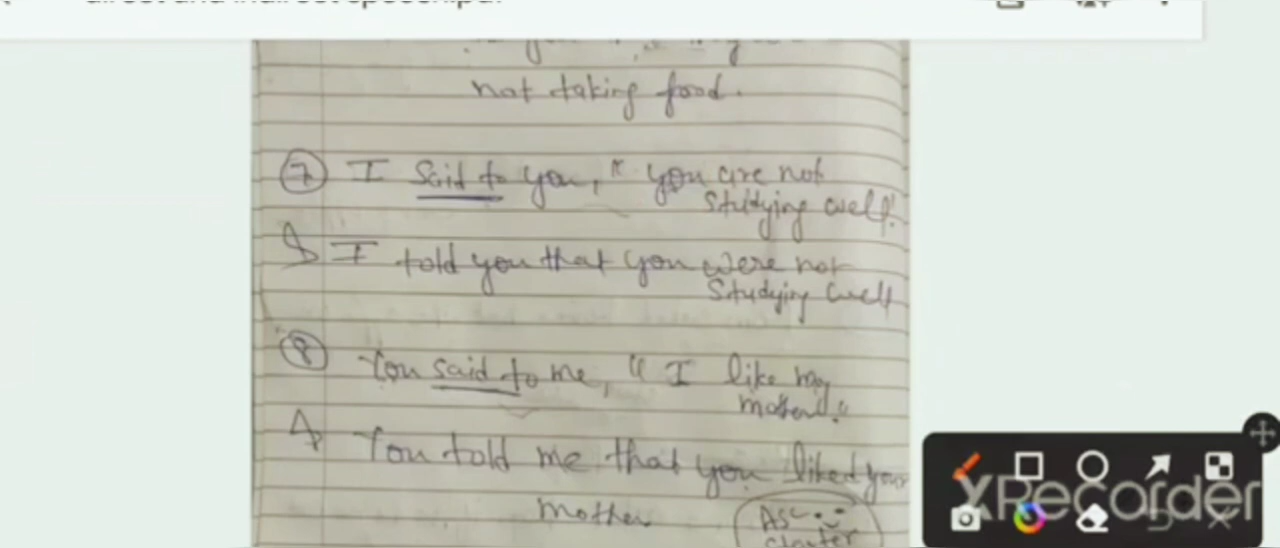 not taking food.
7 I said to you, " you are not
studying well."
I told you that you were not
studying well
8 You said to me, " I like my
mother."
You told me that you liked your
mother
XRecorder